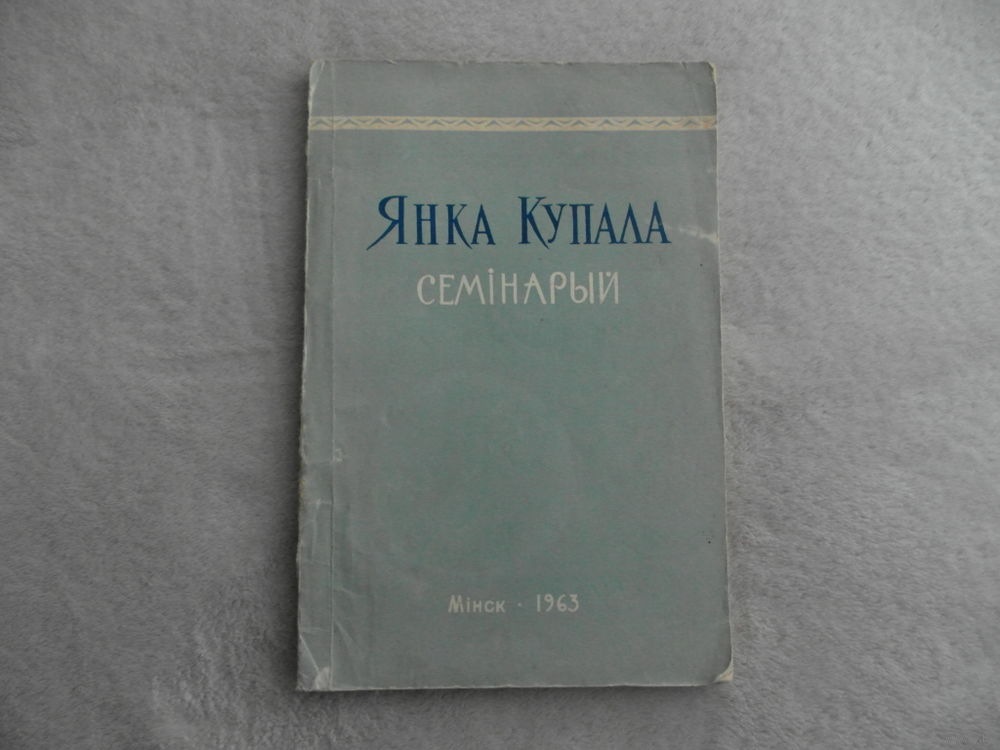 Янка Купала
семінарый
Мінск · 1963